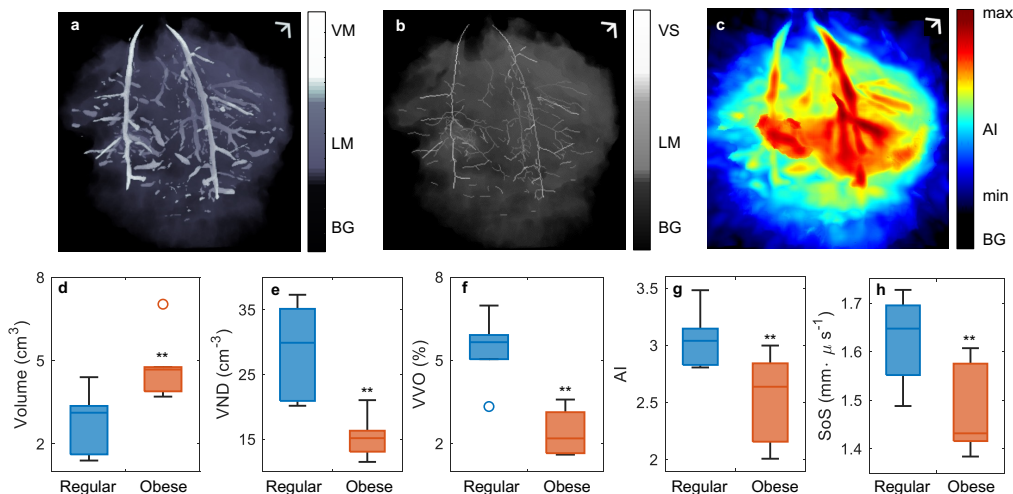 a
VM
LM
BG
b
VS
LM
BG
c
max
AI
min
BG
d
8
5
2
Volume (cm3)
Regular Obese
e
35
25
15
VND (cm-3)
Regular Obese
f
8
5
2
VVO (%)
Regular Obese
g
3.5
3
2.5
2
AI
Regular Obese
h
1.7
1.6
1.5
1.4
SoS (mm· μ s-1)
Regular Obese
**
**
**
**
**